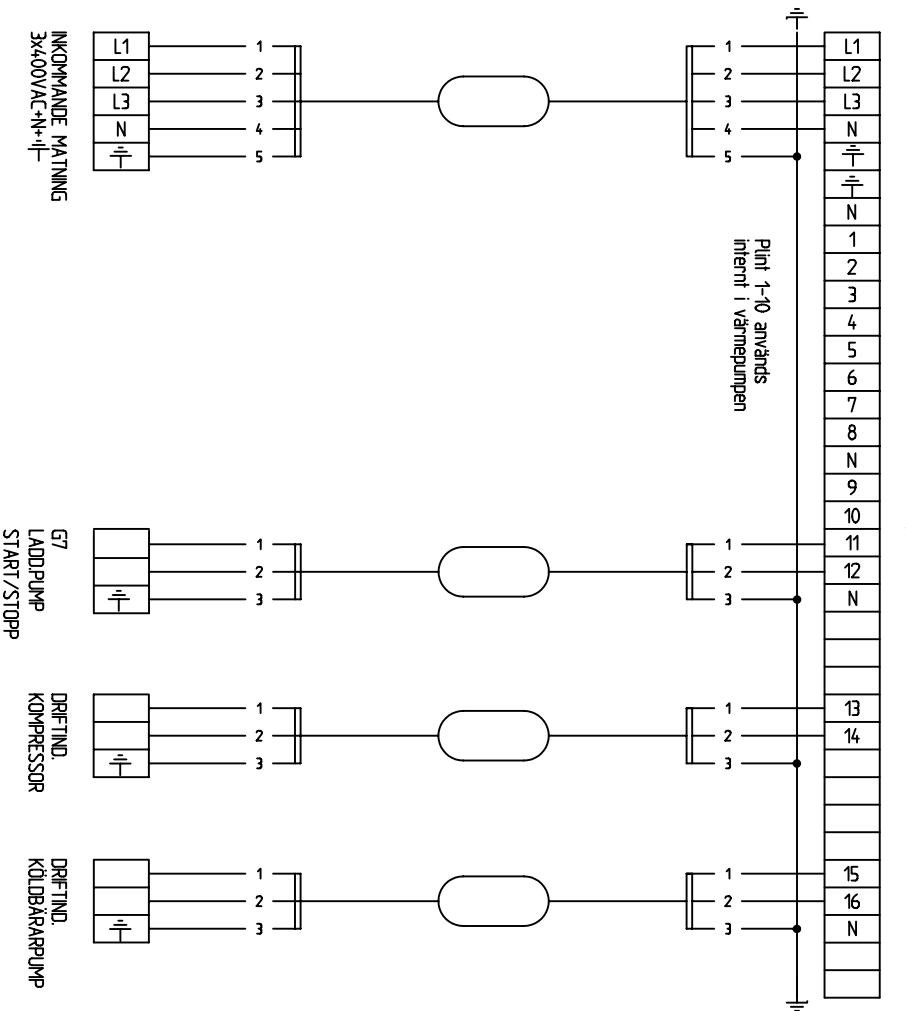 INKOMMANDE MATNING
3x400VAC+N+⏚
L1
L2
L3
N
1
2
3
4
5
1
2
3
4
5
Plint 1-10 används
internt i värmepumpen
G7
LADD.PUMP
START/STOPP
1
2
3
1
2
3
DRIFTIND.
KOMPRESSOR
1
2
3
1
2
3
DRIFTIND.
KÖLDBÄRARPUMP
1
2
3
1
2
3
L1
L2
L3
N
N
1
2
3
4
5
6
7
8
N
9
10
11
12
N
13
14
15
16
N